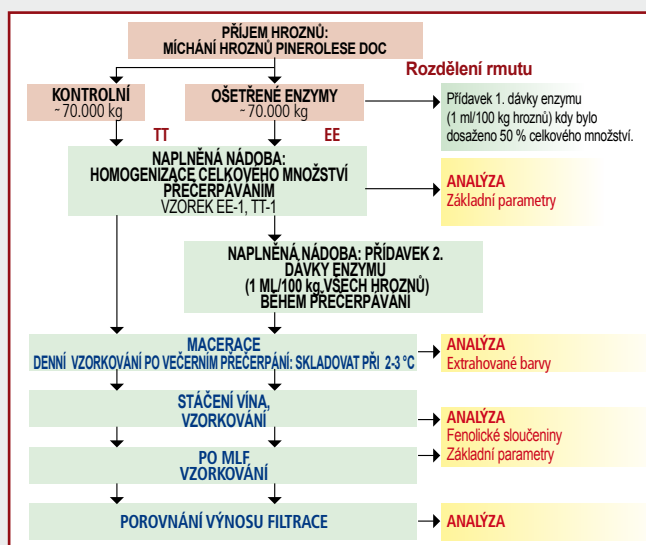 PŘÍJEM HROZNŮ:
MÍCHÁNÍ HROZNŮ PINEROLESE DOC
Rozdělení rmutu
KONTROLNÍ
~70.000 kg
OŠETŘENÉ ENZYMY
~70.000 kg
Přídavek 1. dávky enzymu
(1 ml/100 kg hroznů) kdy bylo
dosaženo 50 % celkového množství.
TT
EE
NAPLNĚNÁ NÁDOBA:
HOMOGENIZACE CELKOVÉHO MNOŽSTVÍ
PŘEČERPÁVÁNÍM
VZOREK EE-1, TT-1
ANALÝZA
Základní parametry
NAPLNĚNÁ NÁDOBA: PŘÍDAVEK 2.
DÁVKY ENZYMU
(1 ML/100 kg VŠECH HROZNŮ)
BĚHEM PŘEČERPÁVÁNÍ
MACERACE
DENNÍ VZORKOVÁNÍ PO VEČERNÍM PŘEČERPÁNÍ: SKLADOVAT PŘI 2-3 °C
ANALÝZA
Extrahované barvy
STÁČENÍ VÍNA,
VZORKOVÁNÍ
ANALÝZA
Fenolické sloučeniny
Základní parametry
PO MLF
VZORKOVÁNÍ
POROVNÁNÍ VÝNOSU FILTRACE
ANALÝZA